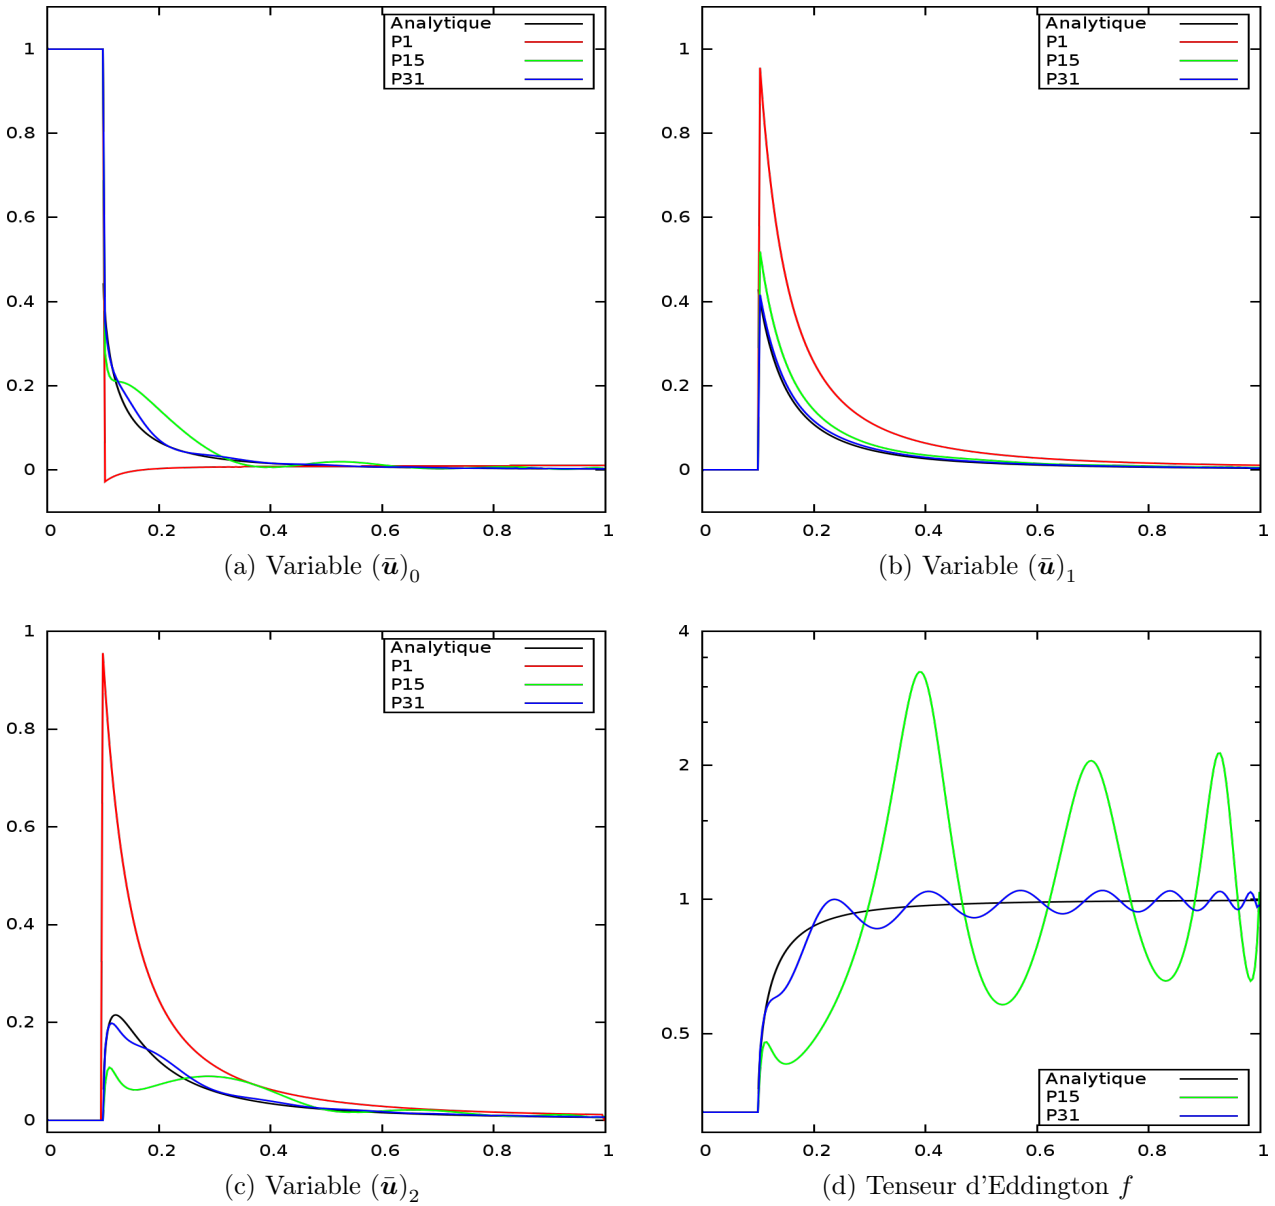 Analytique
P1
P15
P31
1
0.8
0.6
0.4
0.2
0
0 0.2 0.4 0.6 0.8 1
(a) Variable (ū)₀
Analytique
P1
P15
P31
1
0.8
0.6
0.4
0.2
0
0 0.2 0.4 0.6 0.8 1
(b) Variable (ū)₁
Analytique
P1
P15
P31
1
0.8
0.6
0.4
0.2
0
0 0.2 0.4 0.6 0.8 1
(c) Variable (ū)₂
4
2
1
0.5
Analytique
P15
P31
0 0.2 0.4 0.6 0.8 1
(d) Tenseur d'Eddington f